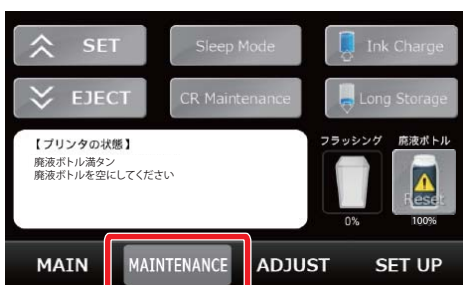 SET
Sleep Mode
Ink Charge
EJECT
CR Maintenance
Long Storage
【プリンタの状態】
廃液ボトル満タン
廃液ボトルを空にしてください
フラッシング
廃液ボトル
Reset
0%
100%
MAIN
MAINTENANCE
ADJUST
SET UP